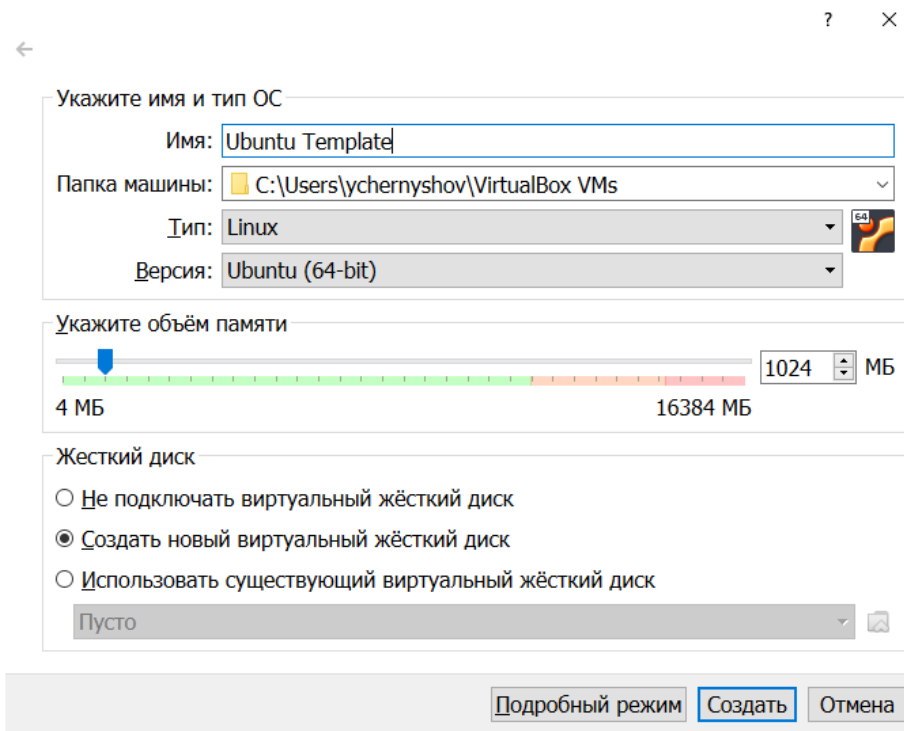 ?
Укажите имя и тип ОС
Имя: Ubuntu Template
Папка машины: C:\Users\ychernyshov\VirtualBox VMs
Тип: Linux
64
Версия: Ubuntu (64-bit)
Укажите объём памяти
1024 МБ
4 МБ 16384 МБ
Жесткий диск
Не подключать виртуальный жёсткий диск
Создать новый виртуальный жёсткий диск
Использовать существующий виртуальный жёсткий диск
Пусто
Подробный режим Создать Отмена